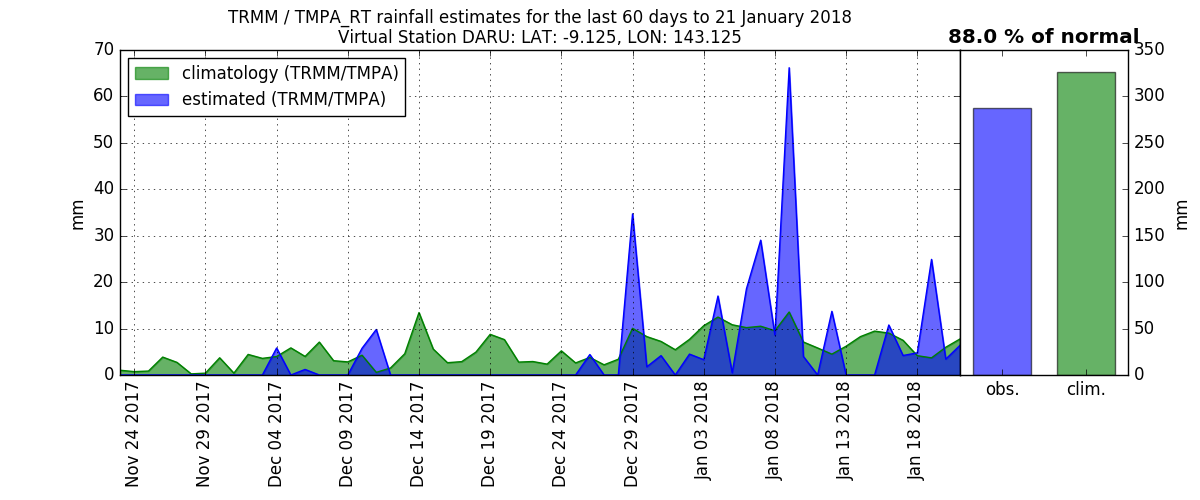 TRMM / TMPA_RT rainfall estimates for the last 60 days to 21 January 2018
Virtual Station DARU: LAT: -9.125, LON: 143.125
88.0 % of normal
climatology (TRMM/TMPA)
estimated (TRMM/TMPA)
70
60
50
40
30
20
10
0
mm
Nov 24 2017
Nov 29 2017
Dec 04 2017
Dec 09 2017
Dec 14 2017
Dec 19 2017
Dec 24 2017
Dec 29 2017
Jan 03 2018
Jan 08 2018
Jan 13 2018
Jan 18 2018
obs.
clim.
350
300
250
200
150
100
50
0
mm